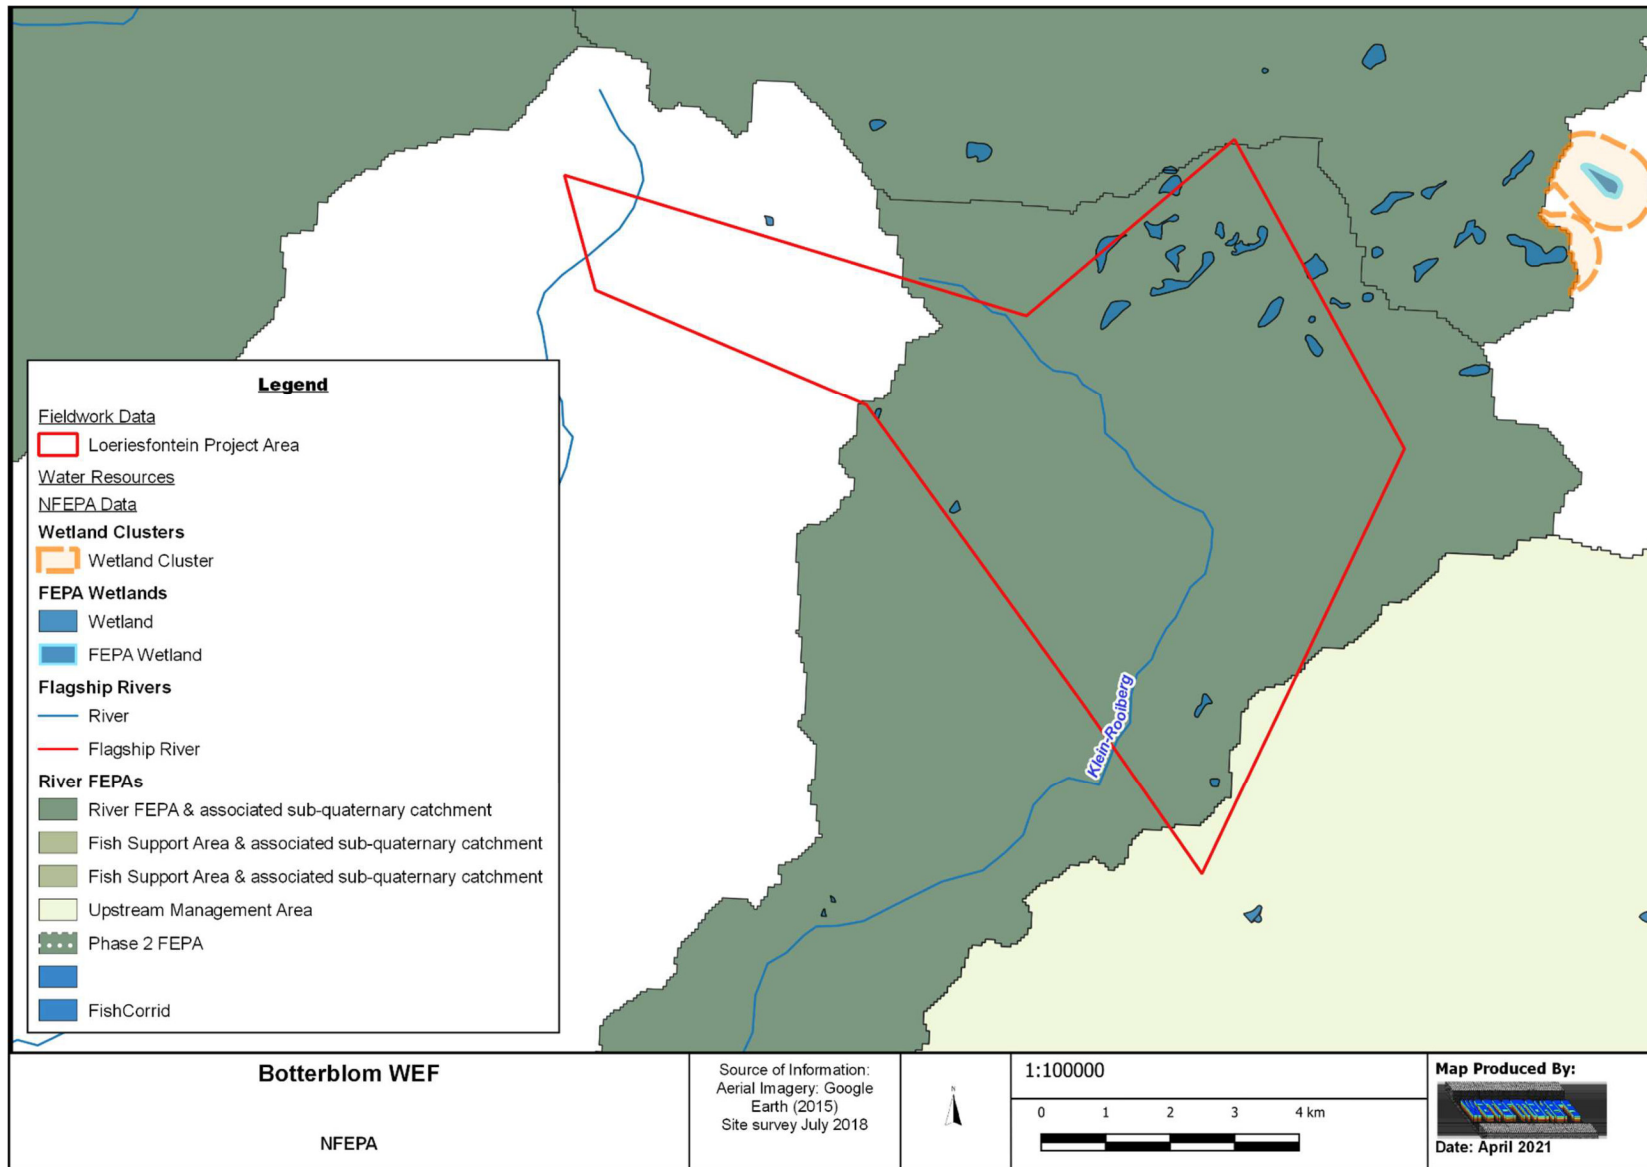 Klein-Rooiberg
Legend
Fieldwork Data
Loeriesfontein Project Area
Water Resources
NFEPA Data
Wetland Clusters
Wetland Cluster
FEPA Wetlands
Wetland
FEPA Wetland
Flagship Rivers
River
Flagship River
River FEPAs
River FEPA & associated sub-quaternary catchment
Fish Support Area & associated sub-quaternary catchment
Fish Support Area & associated sub-quaternary catchment
Upstream Management Area
Phase 2 FEPA
FishCorrid
Botterblom WEF
NFEPA
Source of Information:
Aerial Imagery: Google
Earth (2015)
Site survey July 2018
N
1:100000
0 1 2 3 4 km
Map Produced By:
Watermakers
Date: April 2021